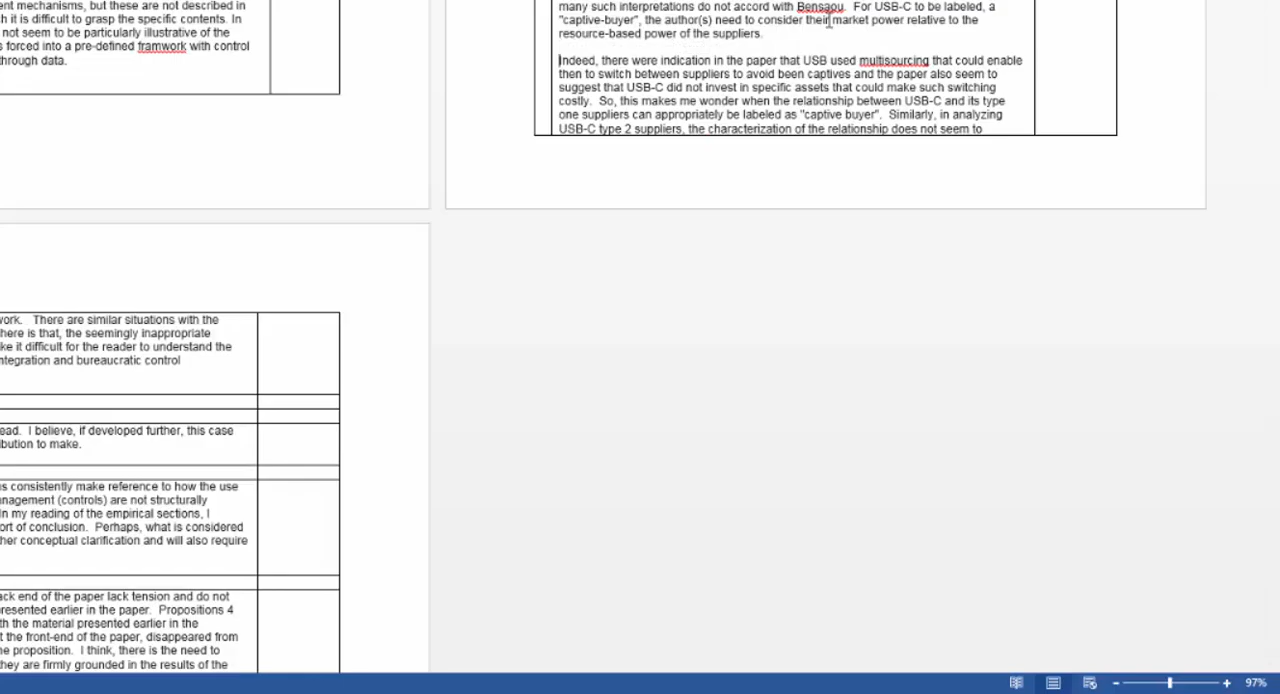 ent mechanisms, but these are not described in
h it is difficult to grasp the specific contents. In
not seem to be particularly illustrative of the
s forced into a pre-defined framwork with control
hrough data.
many such interpretations do not accord with Bensaou. For USB-C to be labeled, a
"captive-buyer", the author(s) need to consider their market power relative to the
resource-based power of the suppliers.
Indeed, there were indication in the paper that USB used multisourcing that could enable
then to switch between suppliers to avoid been captives and the paper also seem to
suggest that USB-C did not invest in specific assets that could make such switching
costly. So, this makes me wonder when the relationship between USB-C and its type
one suppliers can appropriately be labeled as "captive buyer". Similarly, in analyzing
USB-C type 2 suppliers, the characterization of the relationship does not seem to
work. There are similar situations with the
here is that, the seemingly inappropriate
ke it difficult for the reader to understand the
ntegration and bureaucratic control
ead. I believe, if developed further, this case
ibution to make.
s consistently make reference to how the use
nagement (controls) are not structurally
n my reading of the empirical sections, I
ort of conclusion. Perhaps, what is considered
her conceptual clarification and will also require
ack end of the paper lack tension and do not
resented earlier in the paper. Propositions 4
th the material presented earlier in the
t the front-end of the paper, disappeared from
e proposition. I think, there is the need to
hey are firmly grounded in the results of the
97%